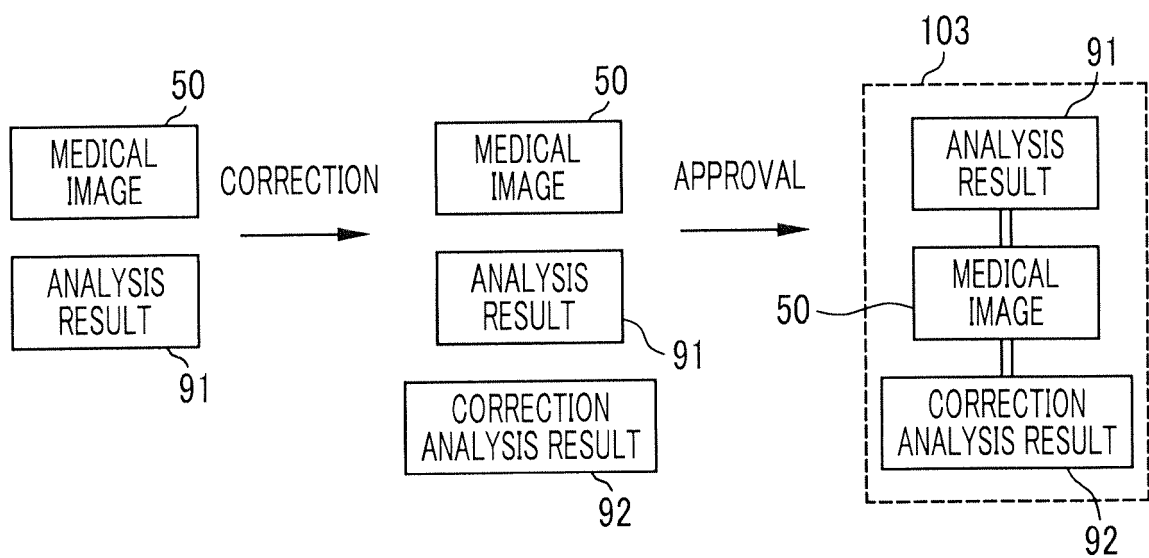 50
MEDICAL
IMAGE
ANALYSIS
RESULT
91
CORRECTION
50
MEDICAL
IMAGE
ANALYSIS
RESULT
91
CORRECTION
ANALYSIS RESULT
92
APPROVAL
103
91
ANALYSIS
RESULT
MEDICAL
IMAGE
50
CORRECTION
ANALYSIS RESULT
92